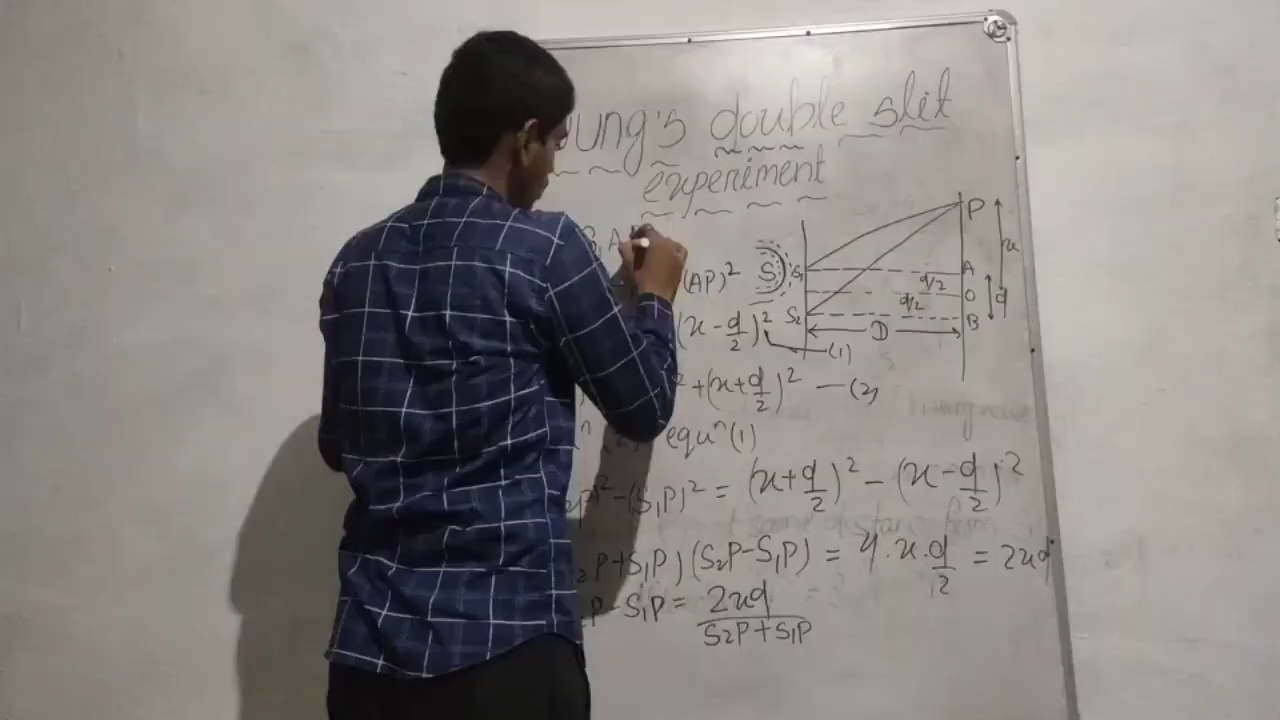 ung's double slit
experiment
(AP)²
(x - d/2)² —(1)
² + (x + d/2)² —(2)
equⁿ(1)
₂P)² - (S₁P)² = (x + d/2)² - (x - d/2)²
₂P + S₁P) (S₂P - S₁P) = 4 . x . d/2 = 2xd
P - S₁P = 2xd / S₂P + S₁P
S
S₁
S₂
P
A
O
B
d/2
d/2
D
x
d